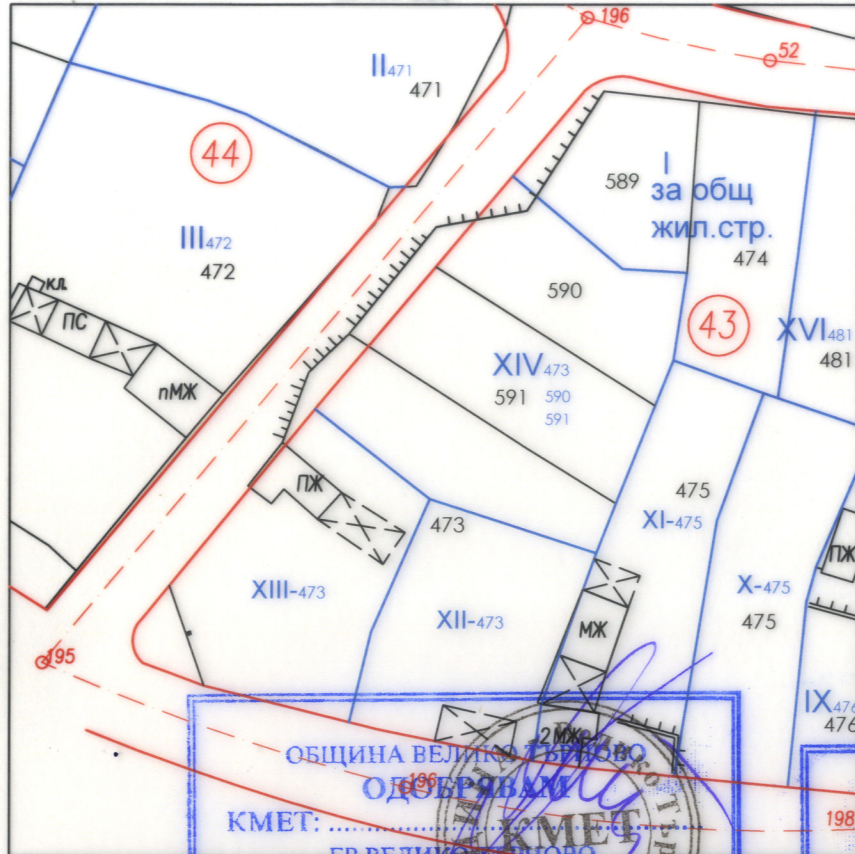 196
52
II471
471
44
589
I
за общ
жил.стр.
474
III472
472
кл.
ПС
пМЖ
590
43
XVI481
481
XIV473
591 590
591
ПЖ
473
475
XI-475
ПЖ
X-475
475
XIII-473
XII-473
МЖ
195
IX476
476
2МЖ
ОБЩИНА ВЕЛИКО ТЪРНОВО
ОДОБРЯВАМ
196
КМЕТ:
КМЕТ
198